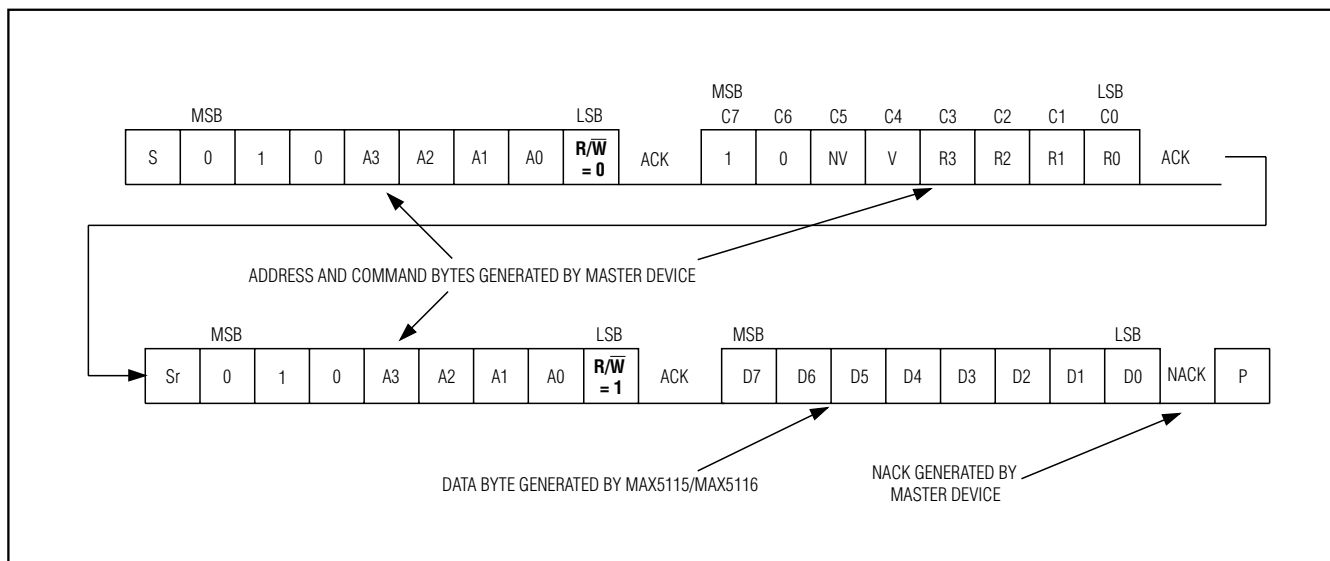 MSB LSB
C7 C6 C5 C4 C3 C2 C1 C0
MSB LSB
S 0 1 0 A3 A2 A1 A0 R/W̅ = 0 ACK 1 0 NV V R3 R2 R1 R0 ACK
ADDRESS AND COMMAND BYTES GENERATED BY MASTER DEVICE
MSB LSB MSB LSB
Sr 0 1 0 A3 A2 A1 A0 R/W̅ = 1 ACK D7 D6 D5 D4 D3 D2 D1 D0 NACK P
DATA BYTE GENERATED BY MAX5115/MAX5116
NACK GENERATED BY
MASTER DEVICE